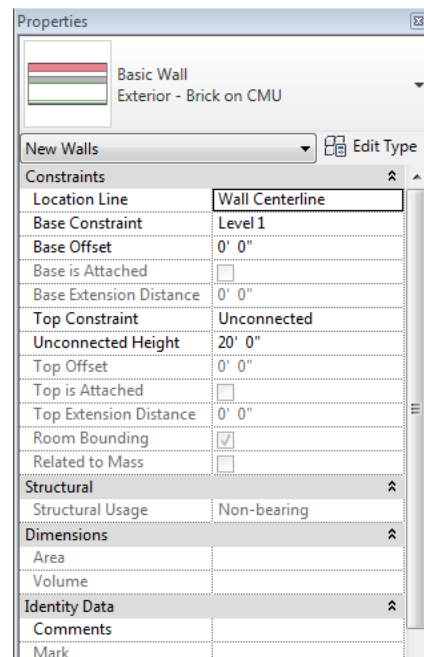 Properties
Basic Wall
Exterior - Brick on CMU
New Walls Edit Type
Constraints
Location Line Wall Centerline
Base Constraint Level 1
Base Offset 0' 0"
Base is Attached
Base Extension Distance 0' 0"
Top Constraint Unconnected
Unconnected Height 20' 0"
Top Offset 0' 0"
Top is Attached
Top Extension Distance 0' 0"
Room Bounding
Related to Mass
Structural
Structural Usage Non-bearing
Dimensions
Area
Volume
Identity Data
Comments
Mark